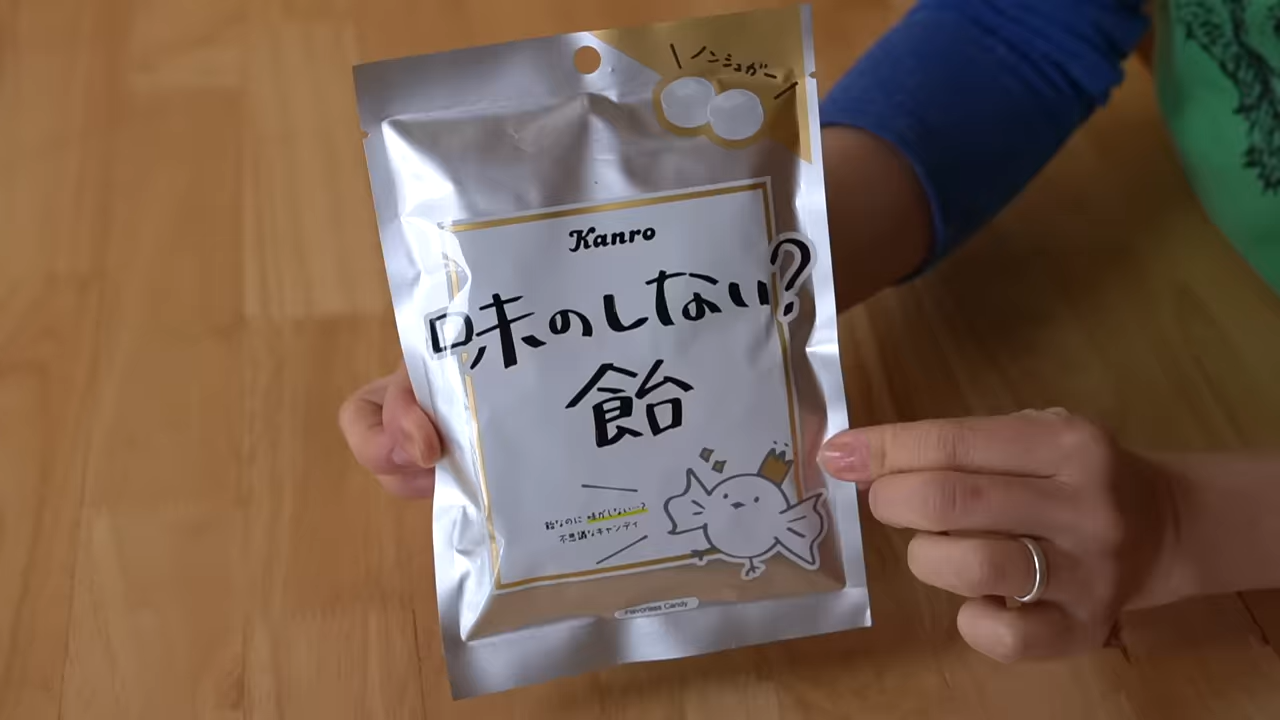 ノンシュガー
Kanro
味のしない?
飴
飴なのに 味がしない…?
不思議なキャンディ
Flavorless Candy